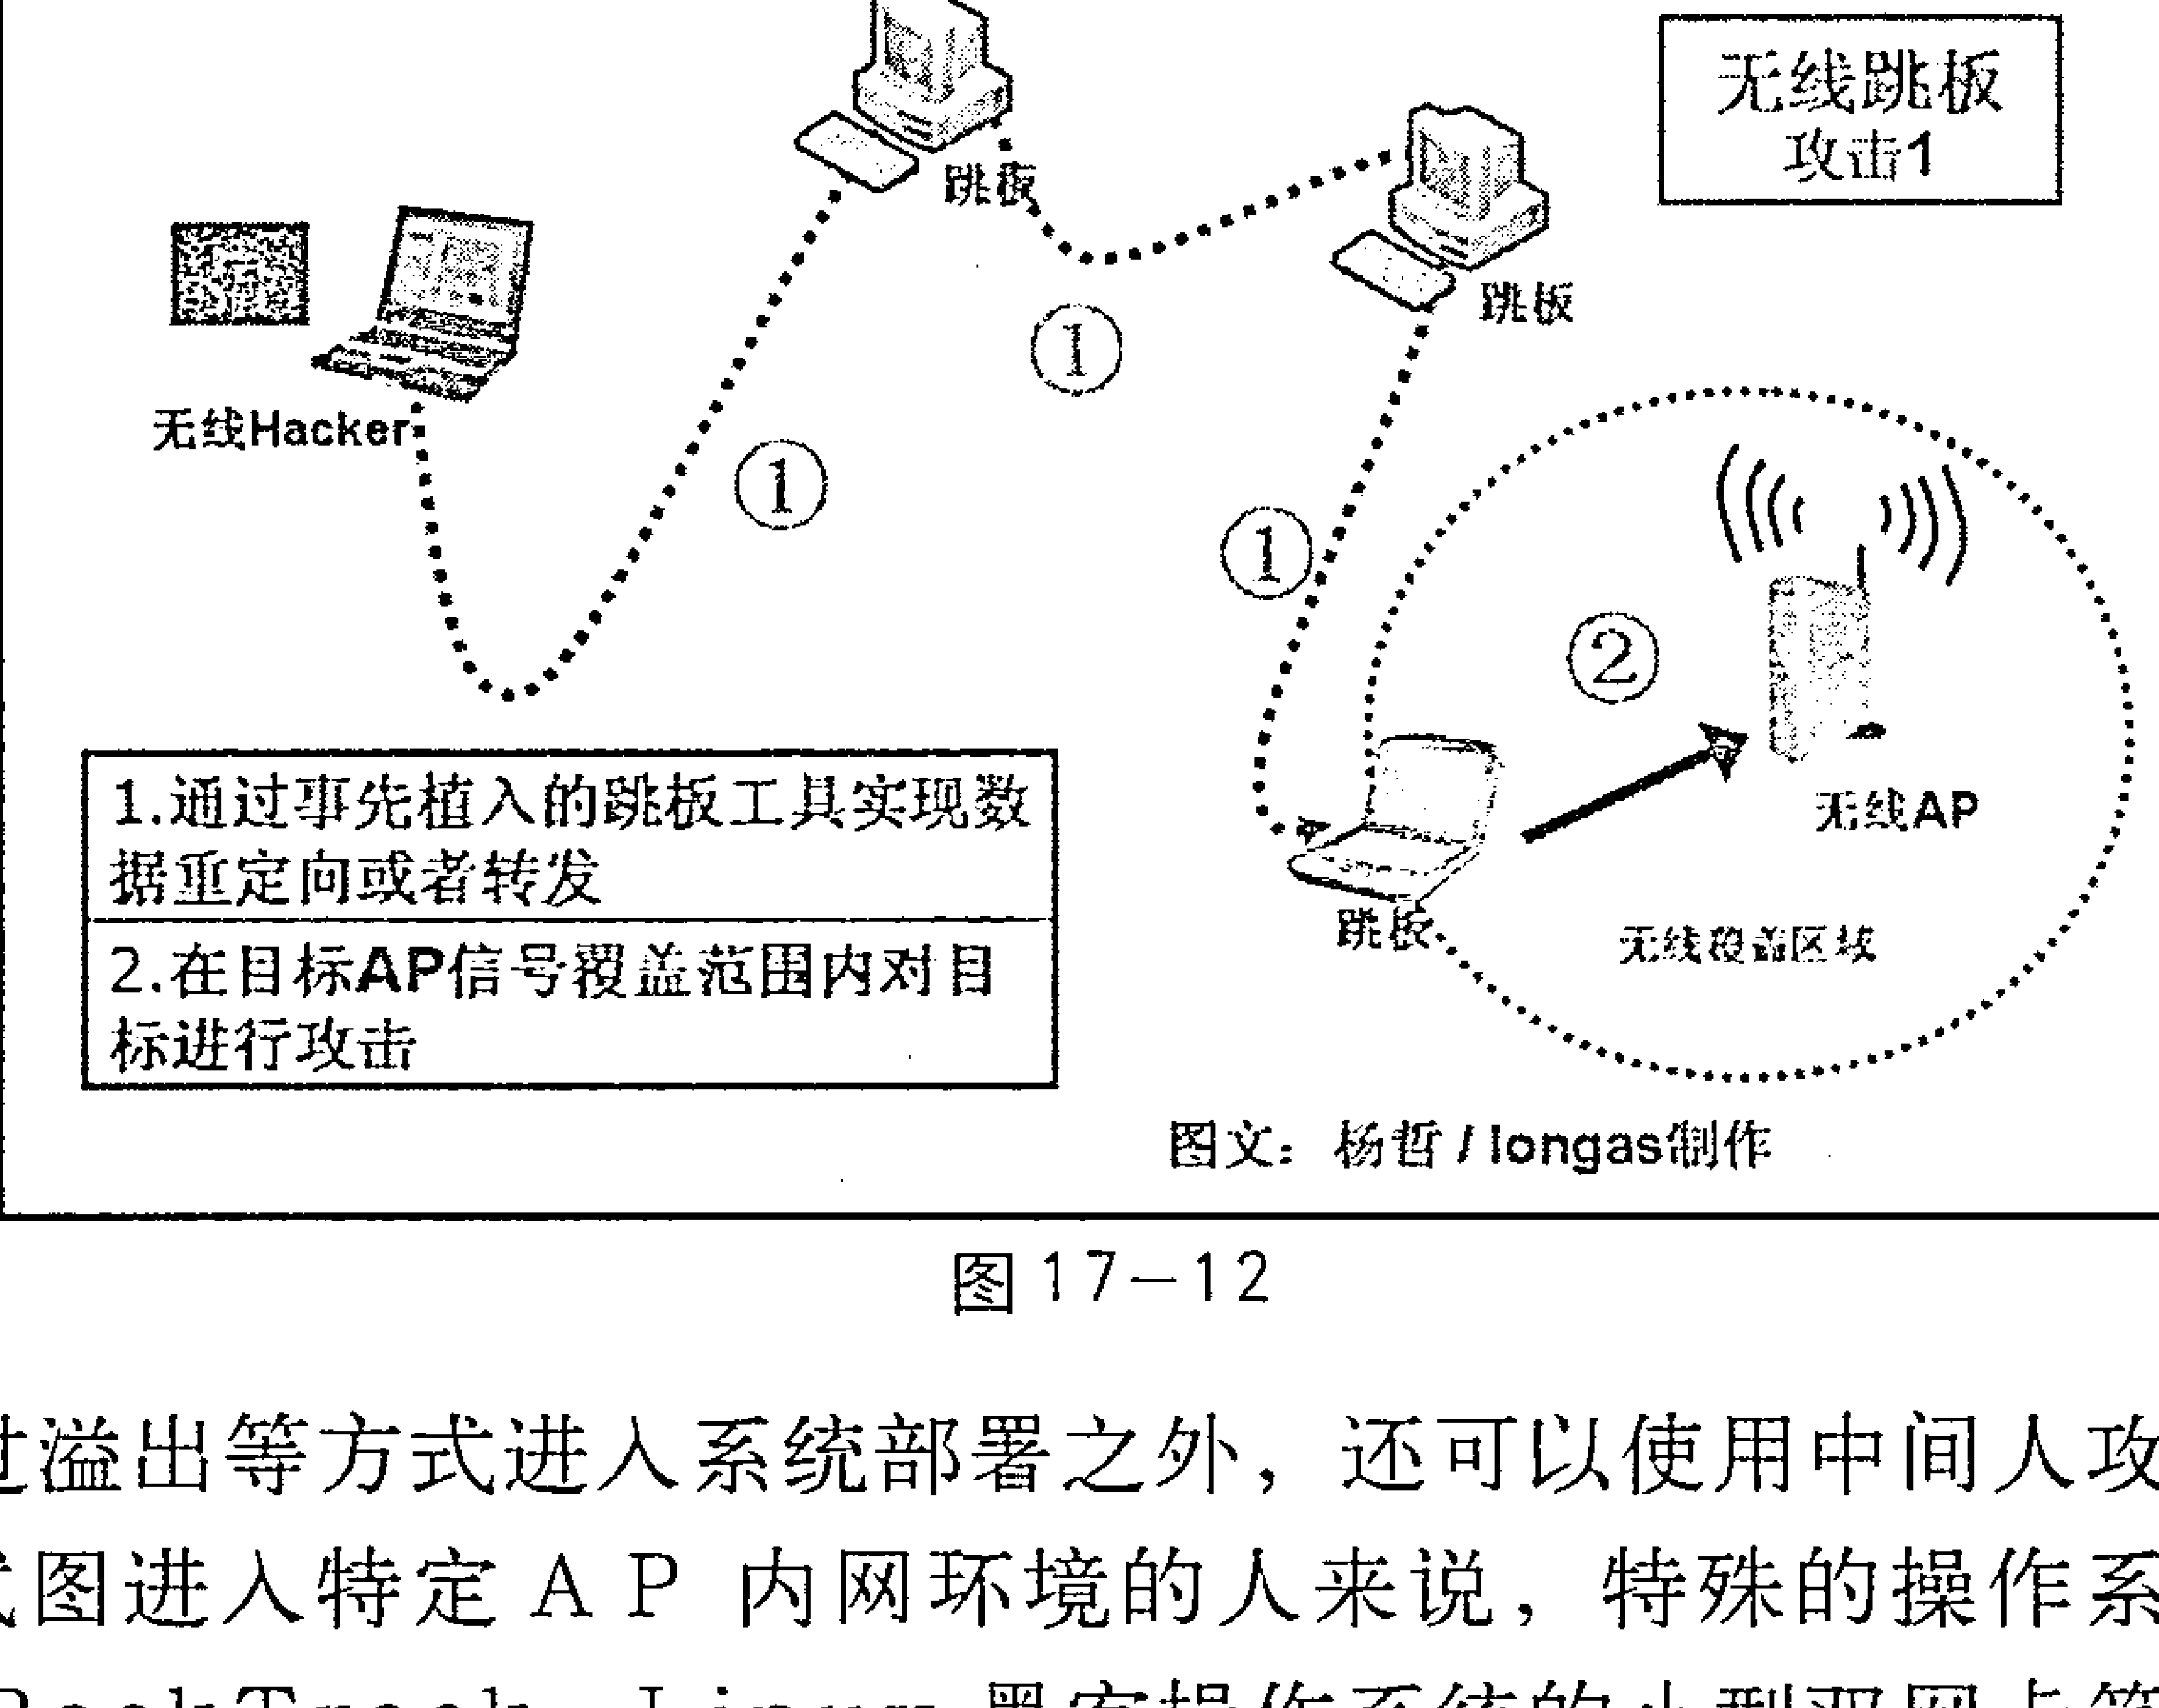 无线跳板
攻击1
跳板
跳板
无线Hacker
①
①
①
②
无线AP
1.通过事先植入的跳板工具实现数
据重定向或者转发
2.在目标AP信号覆盖范围内对目
标进行攻击
跳板
无线覆盖区域
图文：杨哲 / longas制作
图 17－12
过溢出等方式进入系统部署之外，还可以使用中间人攻
图进入特定 AP 内网环境的人来说，特殊的操作系